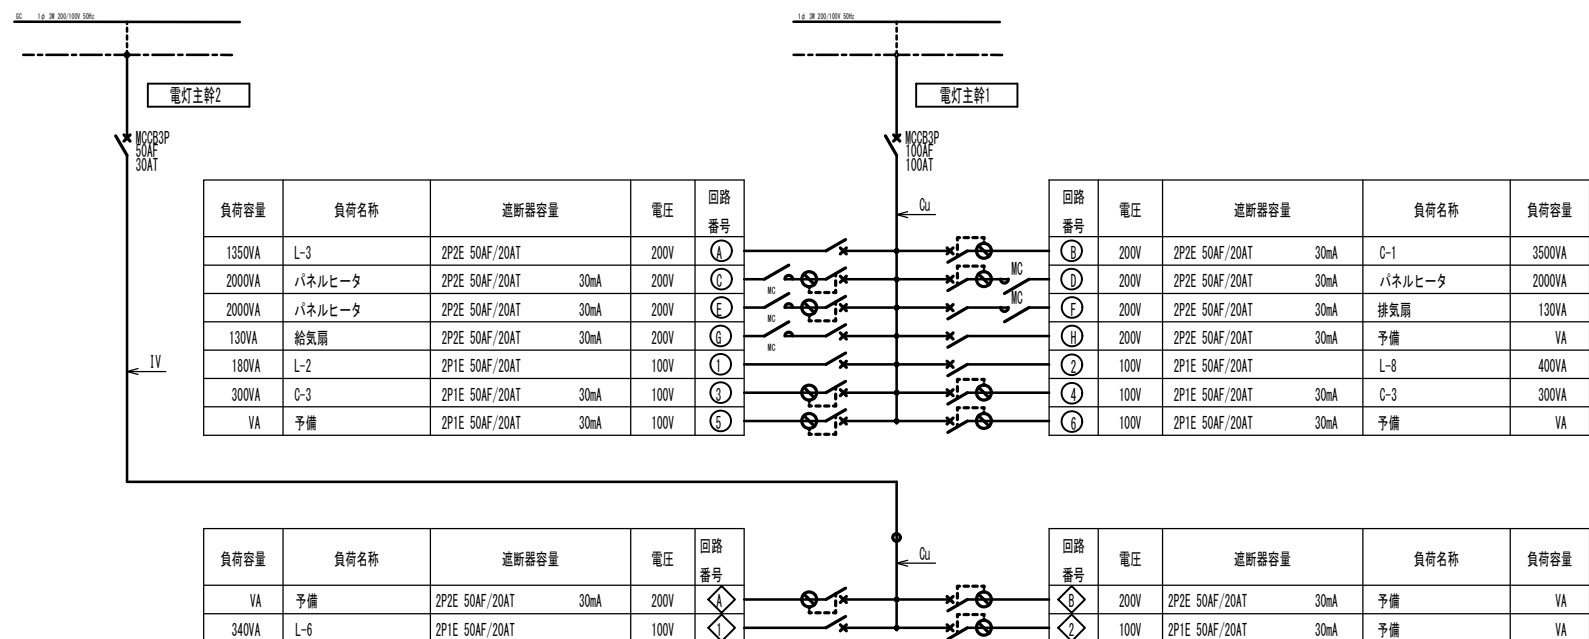 GC 1φ 3W 200/100V 50Hz
1φ 3W 200/100V 50Hz
電灯主幹2
電灯主幹1
MCCB3P
50AF
30AT
MCCB3P
100AF
100AT
負荷容量 負荷名称 遮断器容量 電圧 回路番号
1350VA L-3 2P2E 50AF/20AT 200V A
2000VA パネルヒータ 2P2E 50AF/20AT 30mA 200V C
2000VA パネルヒータ 2P2E 50AF/20AT 30mA 200V E
130VA 給気扇 2P2E 50AF/20AT 30mA 200V G
180VA L-2 2P1E 50AF/20AT 100V 1
300VA C-3 2P1E 50AF/20AT 30mA 100V 3
VA 予備 2P1E 50AF/20AT 30mA 100V 5
MC
MC
MC
Cu
MC
MC
回路番号 電圧 遮断器容量 負荷名称 負荷容量
B 200V 2P2E 50AF/20AT 30mA C-1 3500VA
D 200V 2P2E 50AF/20AT 30mA パネルヒータ 2000VA
F 200V 2P2E 50AF/20AT 30mA 排気扇 130VA
H 200V 2P2E 50AF/20AT 30mA 予備 VA
2 100V 2P1E 50AF/20AT L-8 400VA
4 100V 2P1E 50AF/20AT 30mA C-3 300VA
6 100V 2P1E 50AF/20AT 30mA 予備 VA
IV
負荷容量 負荷名称 遮断器容量 電圧 回路番号
VA 予備 2P2E 50AF/20AT 30mA 200V A
340VA L-6 2P1E 50AF/20AT 100V 1
Cu
回路番号 電圧 遮断器容量 負荷名称 負荷容量
B 200V 2P2E 50AF/20AT 30mA 予備 VA
2 100V 2P1E 50AF/20AT 30mA 予備 VA